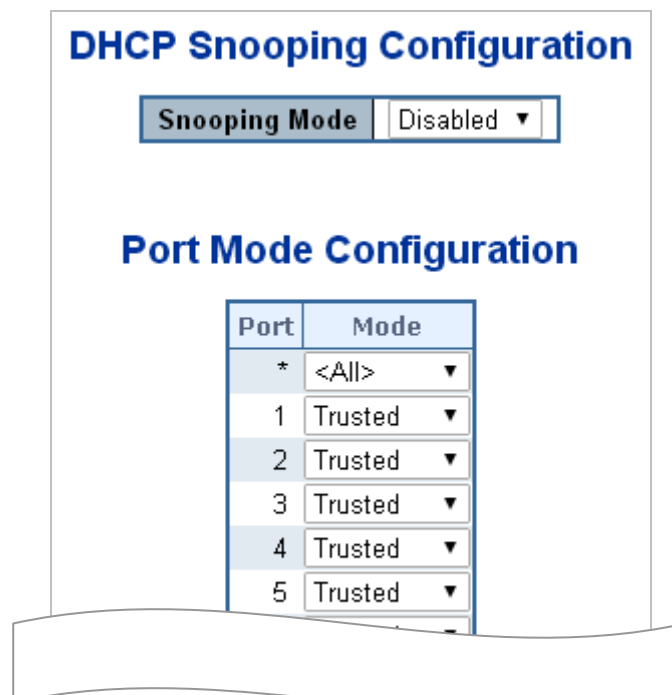 DHCP Snooping Configuration
Snooping Mode Disabled
Port Mode Configuration
Port Mode
* <All>
1 Trusted
2 Trusted
3 Trusted
4 Trusted
5 Trusted